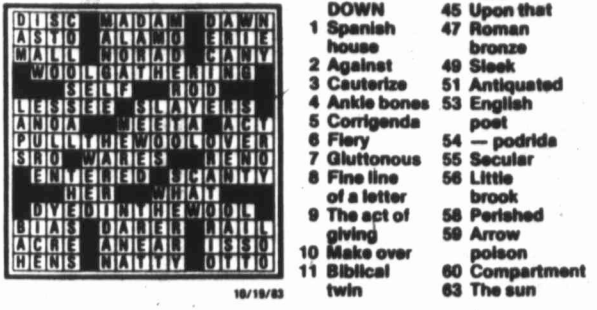 DISC MADAM DAWN
ASTO ALAMO ERIE
MALL NORAD CANY
WOOLGATHERING
SELF ROD
LESSEE SLAYERS
ANOA MEETA ACT
PULLTHEWOOLOVER
SRO WARES RENO
ENTERED SCANTY
HER WHAT
DYEDINTHEWOOL
BIAS DARER RAIL
ACRE ANEAR ISSO
HENS NATTY OTTO
10/19/83
DOWN
1 Spanish
house
2 Against
3 Cauterize
4 Ankle bones
5 Corrigenda
6 Fiery
7 Gluttonous
8 Fine line
of a letter
9 The act of
giving
10 Make over
11 Biblical
twin
45 Upon that
47 Roman
bronze
49 Sleek
51 Antiquated
53 English
poet
54 — podrida
55 Secular
56 Little
brook
58 Perished
59 Arrow
poison
60 Compartment
63 The sun